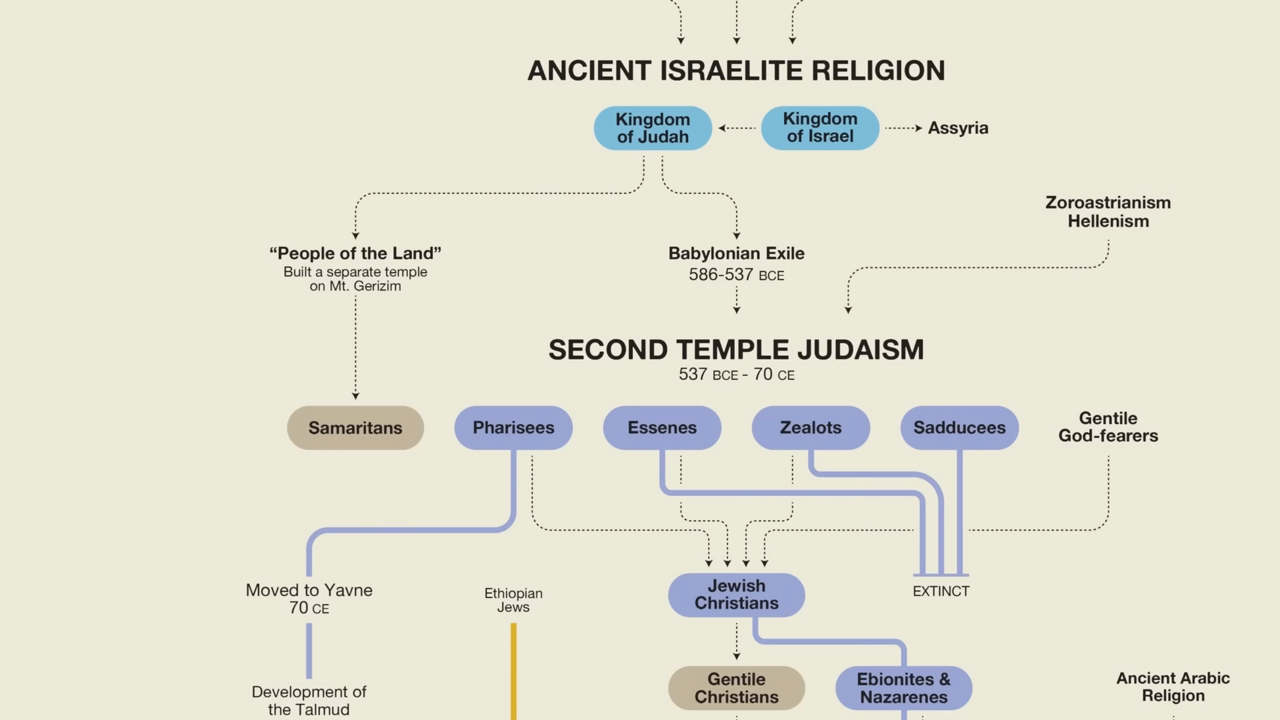 ANCIENT ISRAELITE RELIGION
Kingdom
of Judah
Kingdom
of Israel
Assyria
Zoroastrianism
Hellenism
“People of the Land”
Built a separate temple
on Mt. Gerizim
Babylonian Exile
586-537 BCE
SECOND TEMPLE JUDAISM
537 BCE - 70 CE
Samaritans
Pharisees
Essenes
Zealots
Sadducees
Gentile
God-fearers
Moved to Yavne
70 CE
Ethiopian
Jews
Jewish
Christians
EXTINCT
Development of
the Talmud
Gentile
Christians
Ebionites &
Nazarenes
Ancient Arabic
Religion